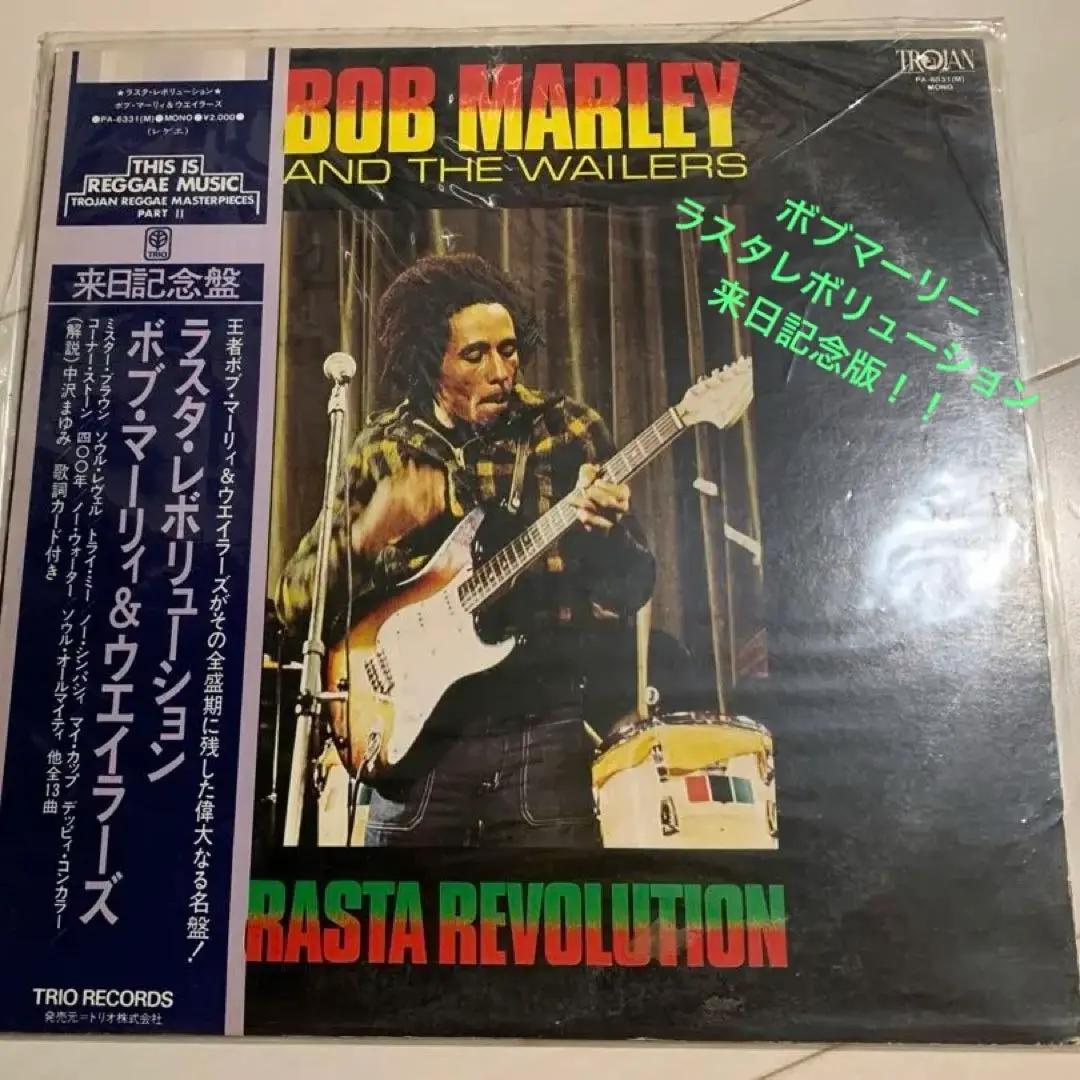 ★ラスタ・レボリューション★
ボブ・マーリィ&ウエイラーズ
●PA-6331(M)●MONO●¥2,000●
(レゲエ)
THIS IS
REGGAE MUSIC
TROJAN REGGAE MASTERPIECES
PART II
TRIO
来日記念盤
王者ボブ・マーリィ&ウエイラーズがその全盛期に残した偉大なる名盤!
ラスタ・レボリューション
ボブ・マーリィ&ウエイラーズ
ミスター・ブラウン/ソウル・レヴェル/トライ・ミー/ノー・シンパシィ/マイ・カップ/デッピィ・コンカラー/
コーナー・ストーン/四〇〇年/ノー・ウォーター/ソウル・オールマイティ/他全13曲
(解説)中沢まゆみ/歌詞カード付き
TRIO RECORDS
発売元=トリオ株式会社
BOB MARLEY
AND THE WAILERS
TROJAN
PA-6331(M)
MONO
ボブマーリー
ラスタレボリューション
来日記念版!!
RASTA REVOLUTION